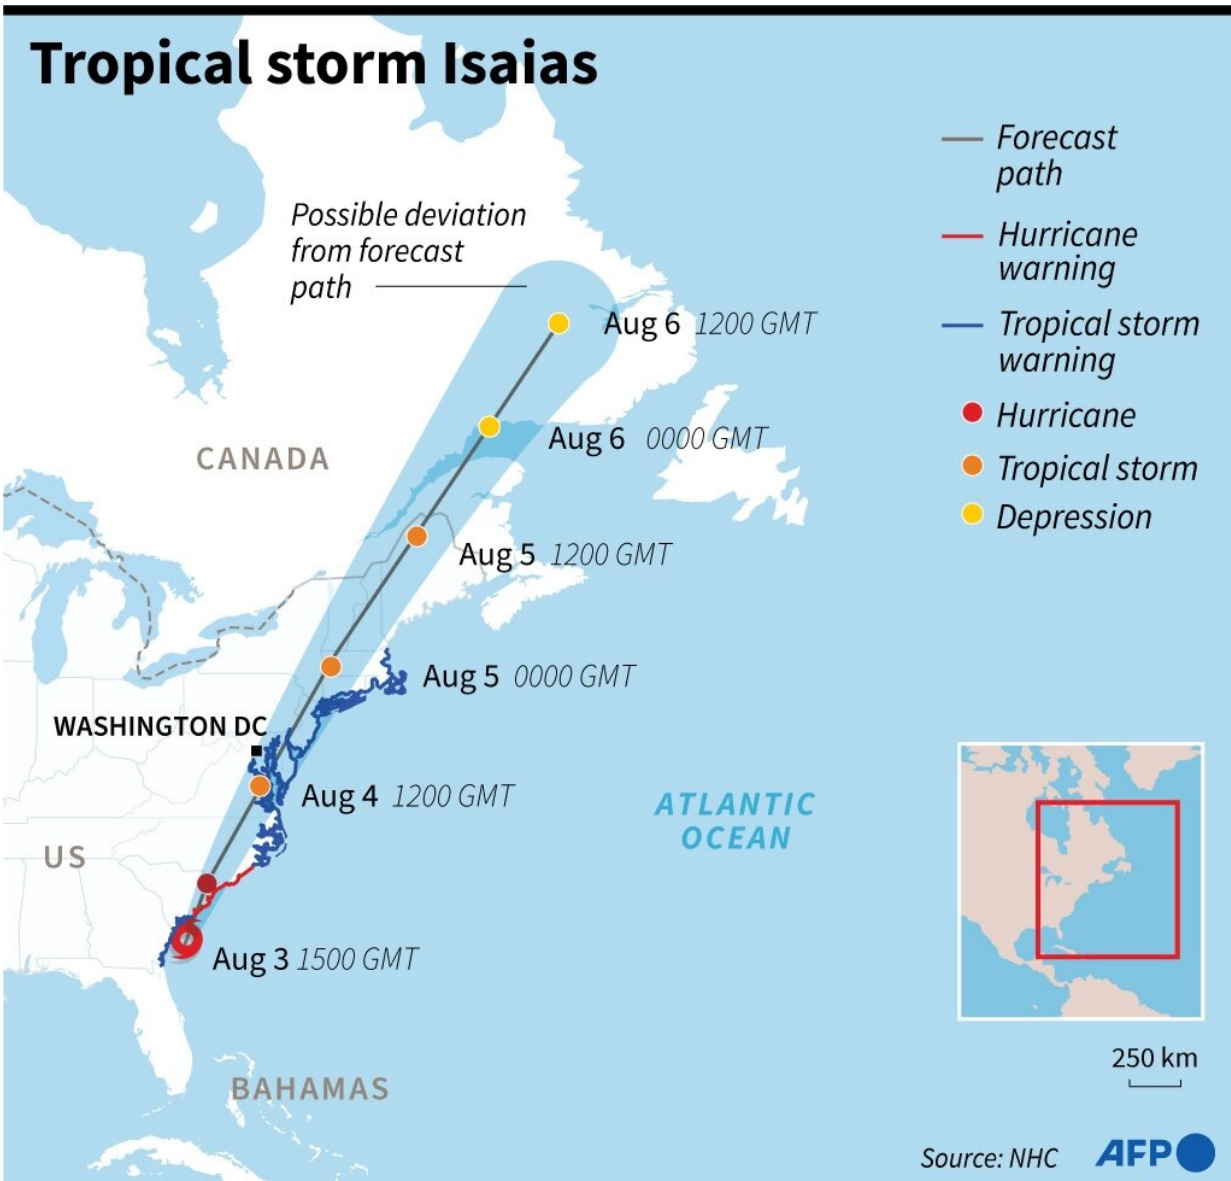 Tropical storm Isaias
Forecast
path
Hurricane
warning
Tropical storm
warning
Hurricane
Tropical storm
Depression
Possible deviation
from forecast
path
Aug 6 1200 GMT
Aug 6 0000 GMT
CANADA
Aug 5 1200 GMT
Aug 5 0000 GMT
WASHINGTON DC
Aug 4 1200 GMT
ATLANTIC
OCEAN
US
Aug 3 1500 GMT
BAHAMAS
250 km
Source: NHC AFP